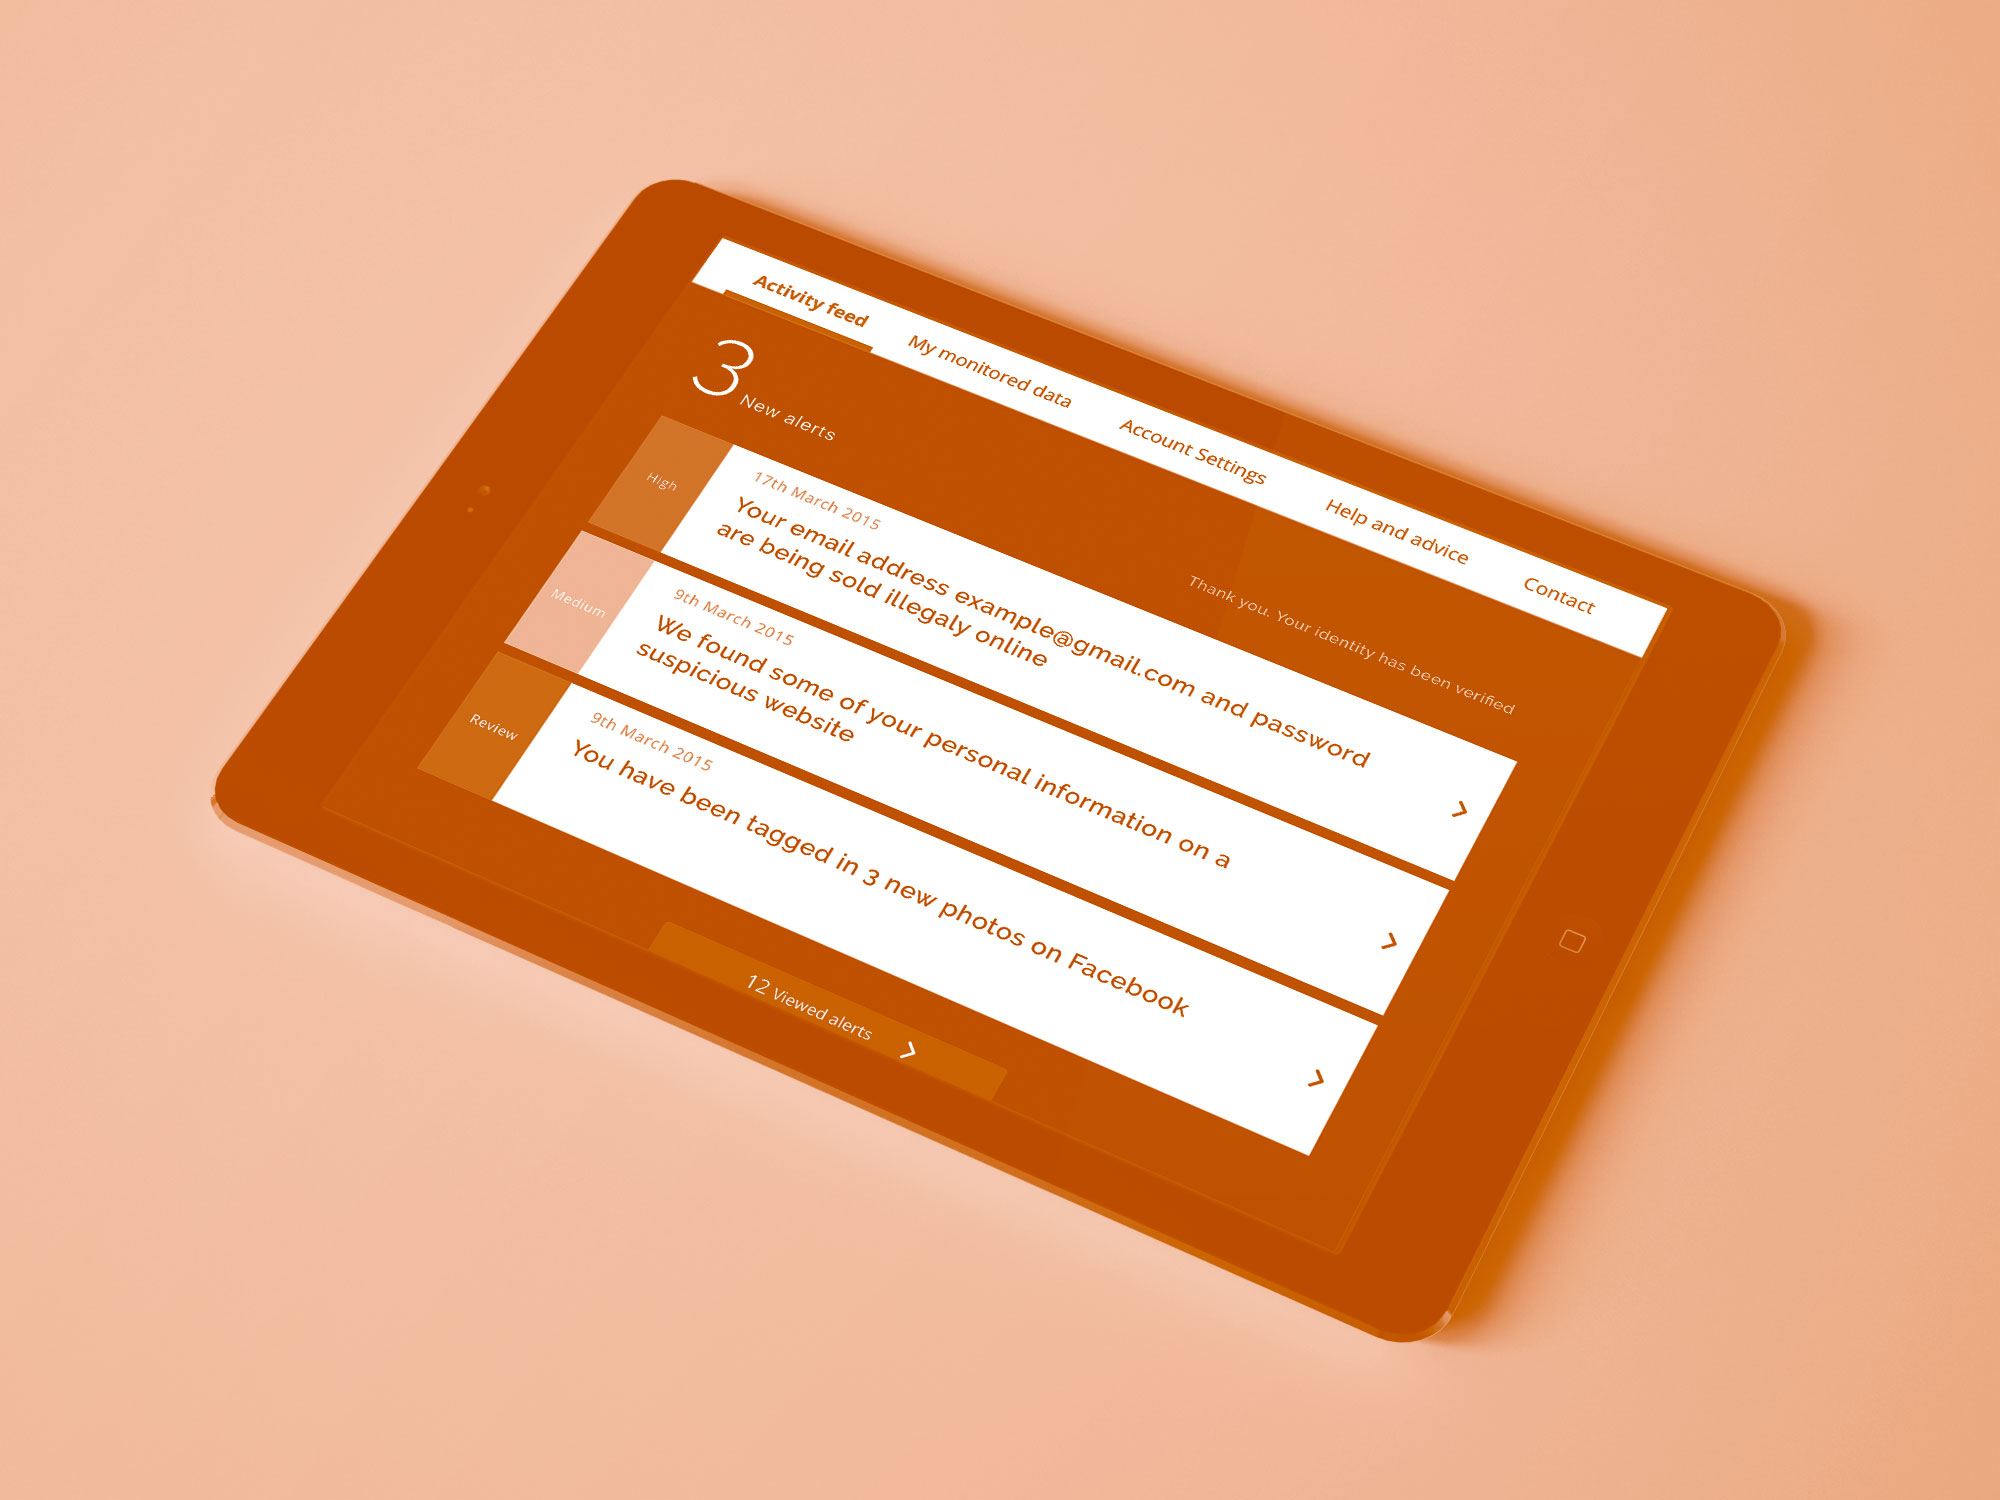 Activity feed
My monitored data
Account Settings
Help and advice
Contact
3 New alerts
Thank you. Your identity has been verified
High
17th March 2015
Your email address example@gmail.com and password
are being sold illegaly online
Medium
9th March 2015
We found some of your personal information on a
suspicious website
Review
9th March 2015
You have been tagged in 3 new photos on Facebook
12 Viewed alerts